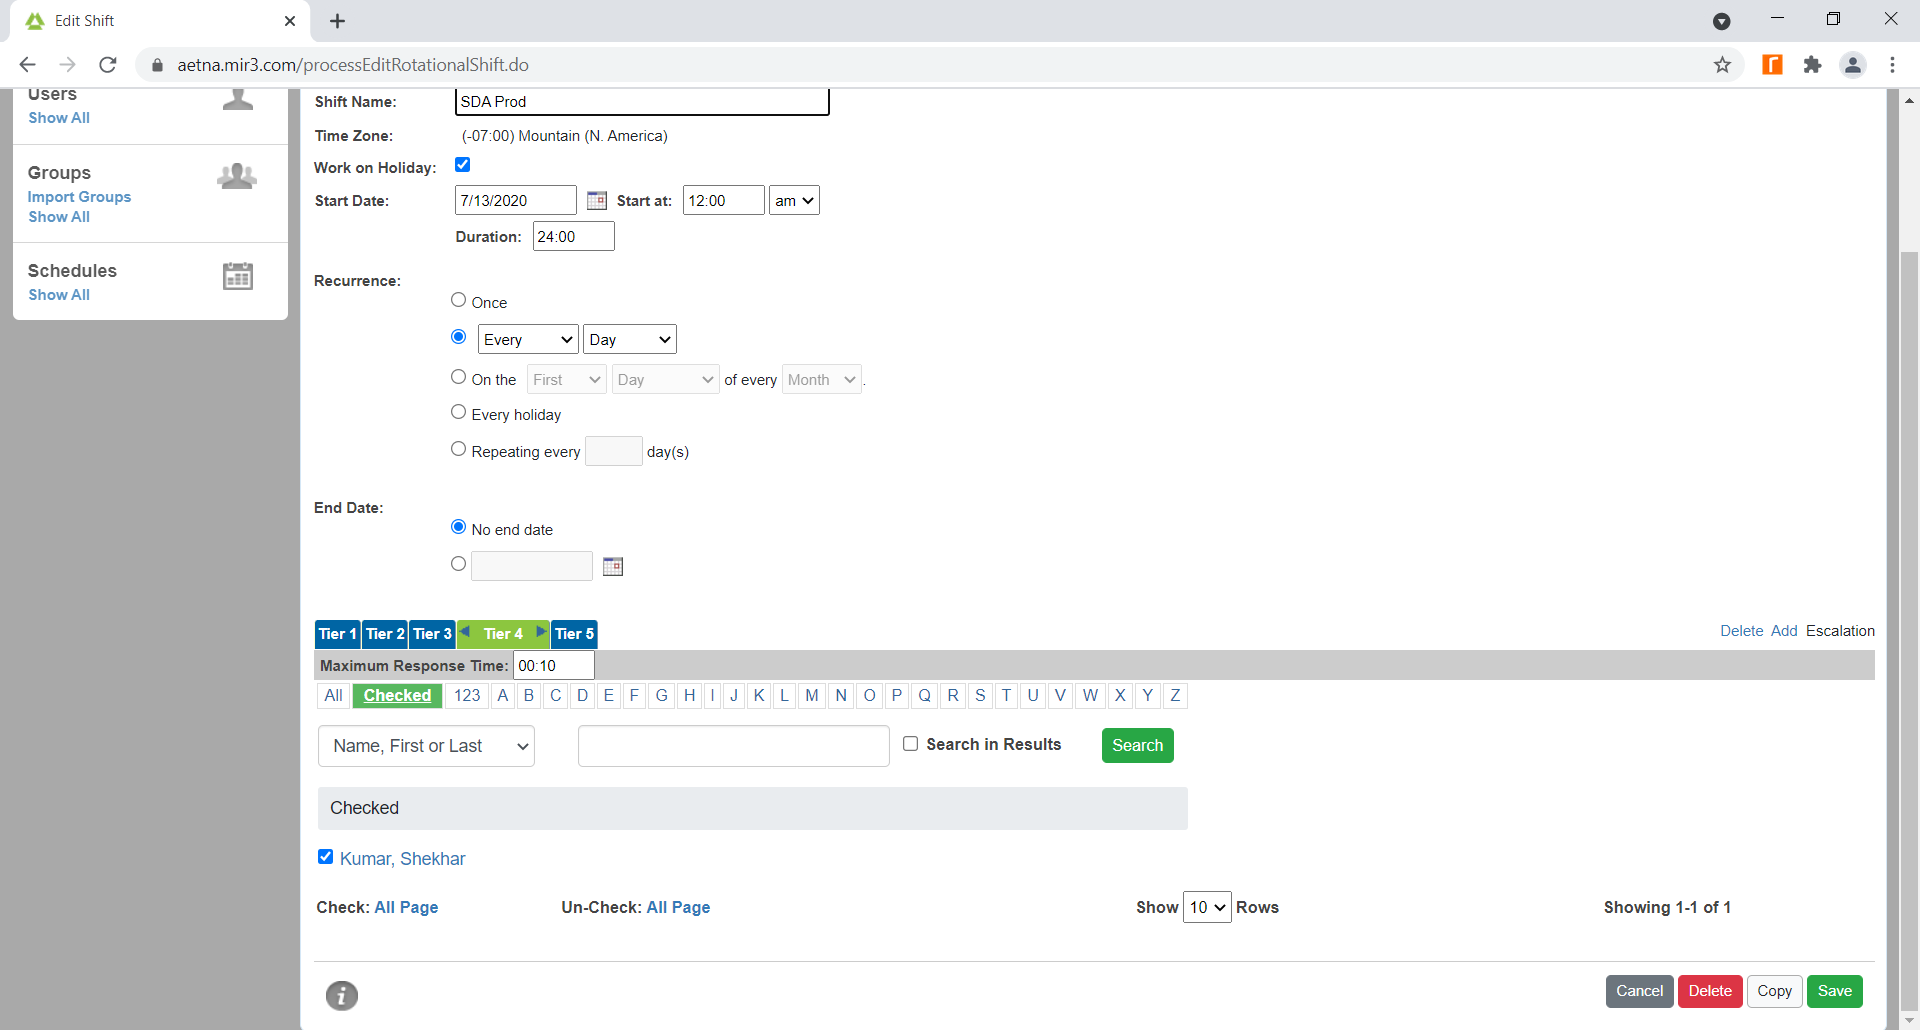 Edit Shift
aetna.mir3.com/processEditRotationalShift.do
Users
Show All
Groups
Import Groups
Show All
Schedules
Show All
Shift Name: SDA Prod
Time Zone: (-07:00) Mountain (N. America)
Work on Holiday:
Start Date: 7/13/2020 Start at: 12:00 am
Duration: 24:00
Recurrence:
Once
Every Day
On the First Day of every Month .
Every holiday
Repeating every day(s)
End Date:
No end date
Tier 1 Tier 2 Tier 3 Tier 4 Tier 5 Delete Add Escalation
Maximum Response Time: 00:10
All Checked 123 A B C D E F G H I J K L M N O P Q R S T U V W X Y Z
Name, First or Last Search in Results Search
Checked
Kumar, Shekhar
Check: All Page Un-Check: All Page Show 10 Rows Showing 1-1 of 1
i Cancel Delete Copy Save